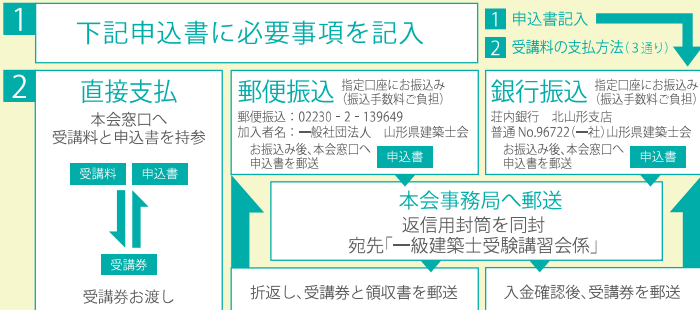 1 下記申込書に必要事項を記入
1 申込書記入
2 受講料の支払方法(3通り)
2
直接支払
本会窓口へ
受講料と申込書を持参
受講料 申込書
受講券
受講券お渡し
郵便振込 指定口座にお振込み
(振込手数料ご負担)
郵便振込:02230-2-139649
加入者名:一般社団法人 山形県建築士会
お振込み後、本会窓口へ
申込書を郵送
申込書
銀行振込 指定口座にお振込み
(振込手数料ご負担)
荘内銀行 北山形支店
普通No.96722(一社)山形県建築士会
お振込み後、本会窓口へ
申込書を郵送
申込書
本会事務局へ郵送
返信用封筒を同封
宛先「一級建築士受験講習会係」
折返し、受講券と領収書を郵送
入金確認後、受講券を郵送